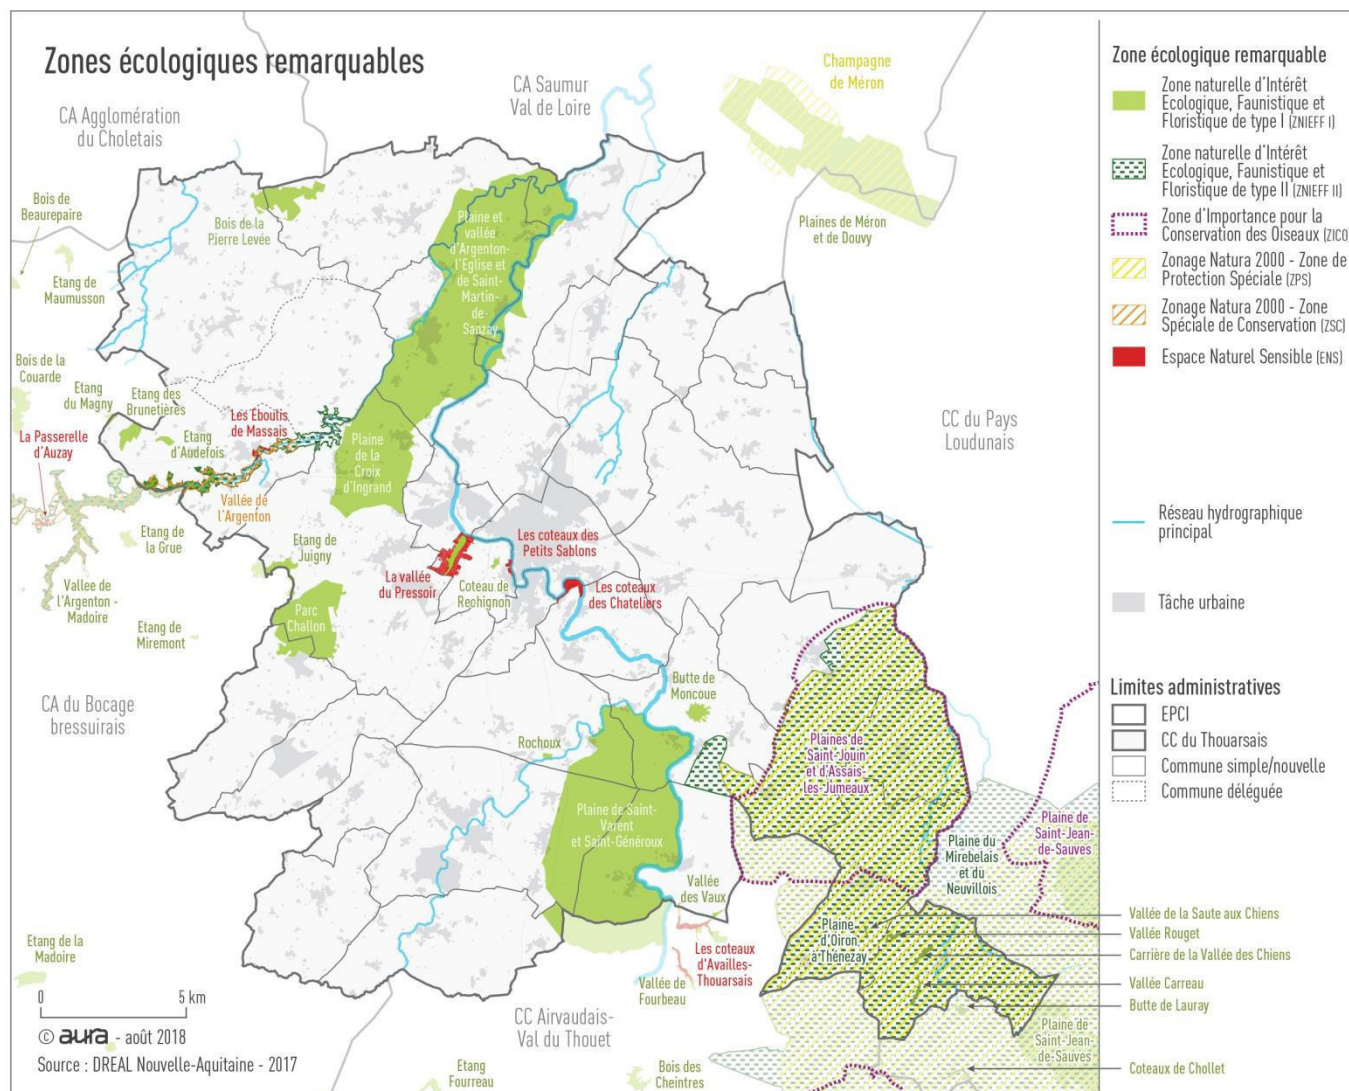 Zones écologiques remarquables
CA Agglomération
du Choletais
CA Saumur
Val de Loire
Champagne
de Méron
Plaines de Méron
et de Douvy
Bois de
Beaurepaire
Etang de
Maumusson
Bois de la
Pierre Levée
Plaine et
vallée
d'Argenton-
l'Eglise et
de Saint-
Martin-
de-
Sanzay
Bois de la
Couarde
Etang
du Magny
Etang des
Brunetières
La Passerelle
d'Auzay
Etang
d'Audefois
Les Eboulis
de Massais
Plaine
de la
Croix
d'Ingrand
Vallée de
l'Argenton
CC du Pays
Loudunais
Etang de
la Grue
Etang de
Juigny
Vallee de
l'Argenton -
Madoire
Etang de
Miremont
Parc
Challon
La vallée
du Pressoir
Coteau de
Rechignon
Les coteaux des
Petits Sablons
Les coteaux
des Chateliers
CA du Bocage
bressuirais
Butte de
Moncoue
Rochoux
Plaines de
Saint-Jouin
et d'Assais-
les-Jumeaux
Plaine de Saint-
Varent
et Saint-Généroux
Plaine du
Mirebelais
et du
Neuvillois
Plaine de
Saint-Jean-
de-Sauves
Vallée
des Vaux
Plaine
d'Oiron
à Thénezay
Les coteaux
d'Availles-
Thouarsais
Vallée de
Fourbeau
Etang de la
Madoire
CC Airvaudais-
Val du Thouet
Etang
Fourreau
Bois des
Cheintres
Plaine de
Saint-Jean-
de-Sauves
Vallée de la Saute aux Chiens
Vallée Rouget
Carrière de la Vallée des Chiens
Vallée Carreau
Butte de Lauray
Coteaux de Chollet
0 5 km
© aura - août 2018
Source : DREAL Nouvelle-Aquitaine - 2017
Zone écologique remarquable
Zone naturelle d'Intérêt
Ecologique, Faunistique et
Floristique de type I (ZNIEFF I)
Zone naturelle d'Intérêt
Ecologique, Faunistique et
Floristique de type II (ZNIEFF II)
Zone d'Importance pour la
Conservation des Oiseaux (ZICO)
Zonage Natura 2000 - Zone de
Protection Spéciale (ZPS)
Zonage Natura 2000 - Zone
Spéciale de Conservation (ZSC)
Espace Naturel Sensible (ENS)
Réseau hydrographique
principal
Tâche urbaine
Limites administratives
EPCI
CC du Thouarsais
Commune simple/nouvelle
Commune déléguée